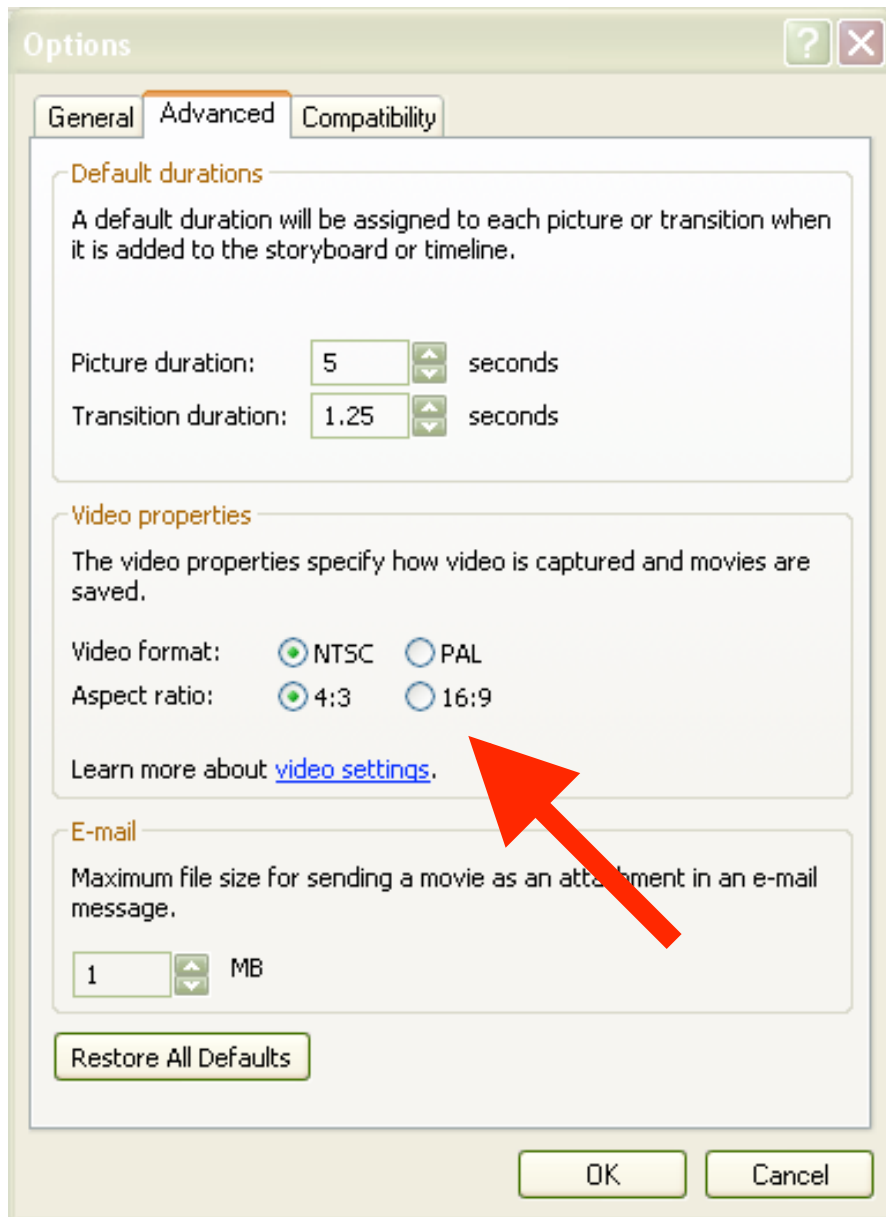 Options
General Advanced Compatibility
Default durations
A default duration will be assigned to each picture or transition when
it is added to the storyboard or timeline.
Picture duration: 5 seconds
Transition duration: 1.25 seconds
Video properties
The video properties specify how video is captured and movies are
saved.
Video format: NTSC PAL
Aspect ratio: 4:3 16:9
Learn more about video settings.
E-mail
Maximum file size for sending a movie as an attachment in an e-mail
message.
1 MB
Restore All Defaults
OK Cancel